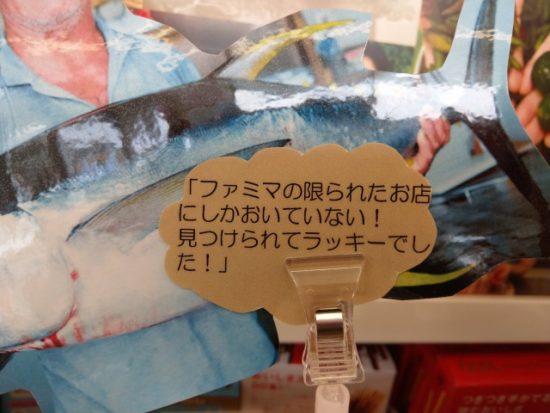 「ファミマの限られたお店
にしかおいていない！
見つけられてラッキーでし
た！」